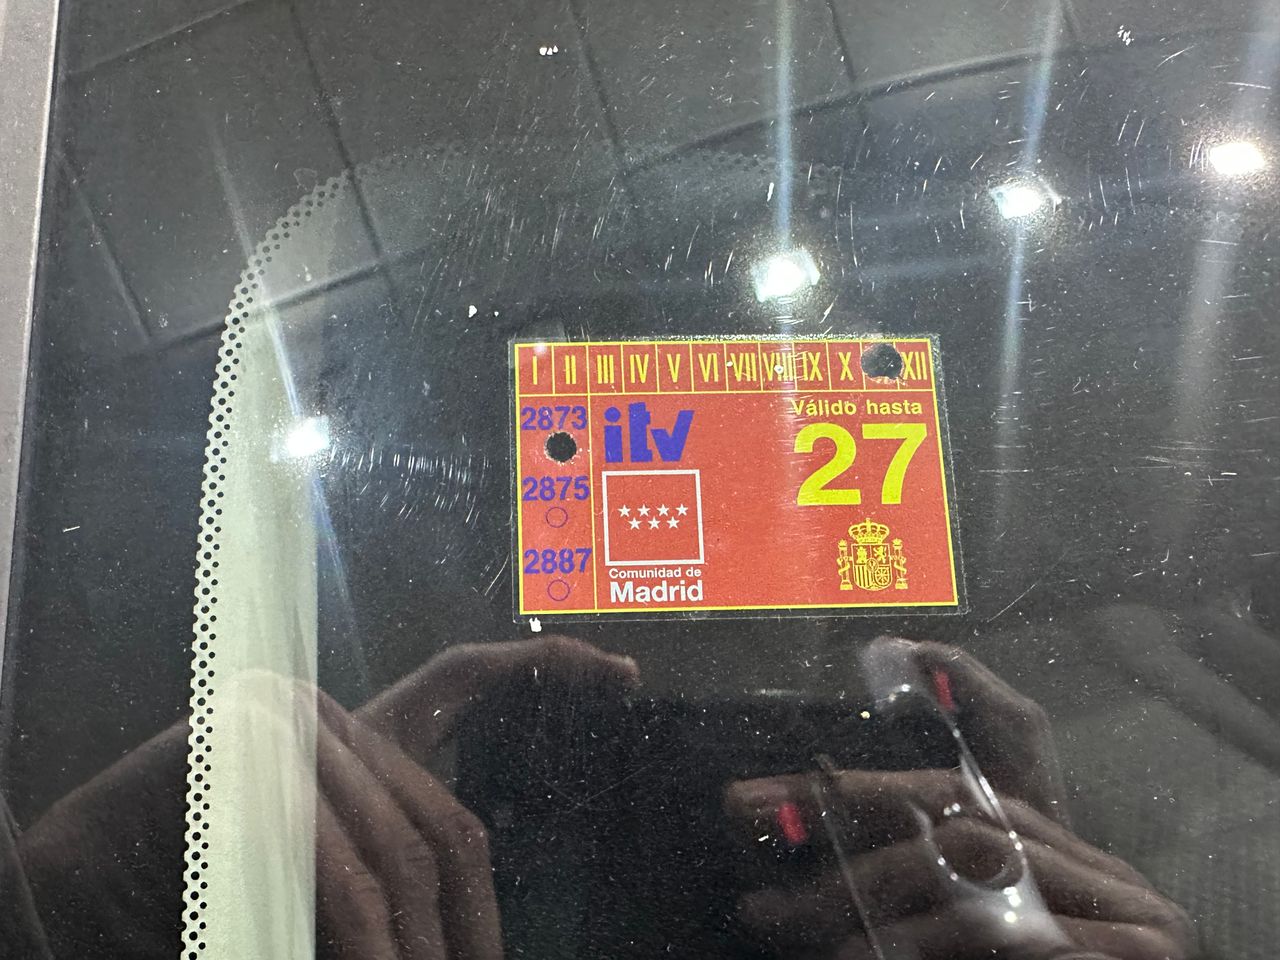 I II III IV V VI VII VIII IX X XII
2873
itv
Válido hasta
27
2875
2887
Comunidad de
Madrid